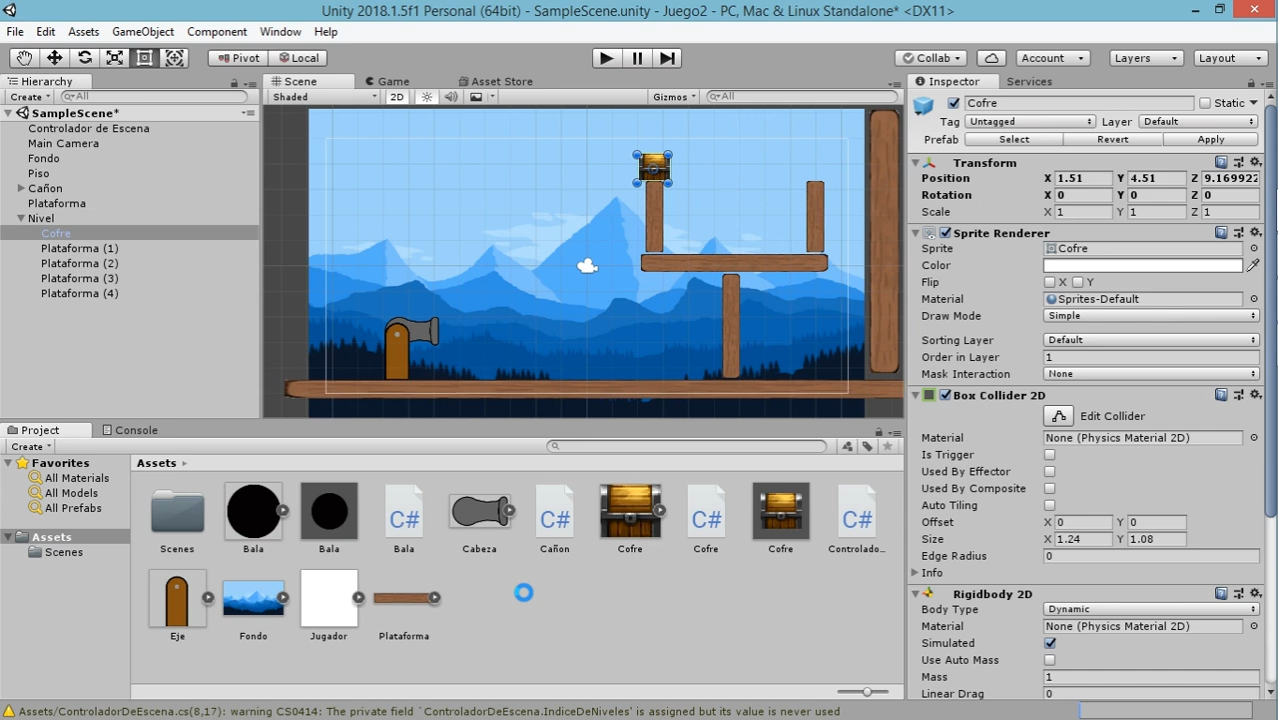 Unity 2018.1.5f1 Personal (64bit) - SampleScene.unity - Juego2 - PC, Mac & Linux Standalone* <DX11>
File Edit Assets GameObject Component Window Help
Pivot Local Collab Account Layers Layout
Hierarchy
Create All
SampleScene*
Controlador de Escena
Main Camera
Fondo
Piso
Cañon
Plataforma
Nivel
Cofre
Plataforma (1)
Plataforma (2)
Plataforma (3)
Plataforma (4)
Scene Game Asset Store
Shaded 2D Gizmos All
Inspector Services
Cofre Static
Tag Untagged Layer Default
Prefab Select Revert Apply
Transform
Position X 1.51 Y 4.51 Z 9.169922
Rotation X 0 Y 0 Z 0
Scale X 1 Y 1 Z 1
Sprite Renderer
Sprite Cofre
Color
Flip X Y
Material Sprites-Default
Draw Mode Simple
Sorting Layer Default
Order in Layer 1
Mask Interaction None
Box Collider 2D
Edit Collider
Material None (Physics Material 2D)
Is Trigger
Used By Effector
Used By Composite
Auto Tiling
Offset X 0 Y 0
Size X 1.24 Y 1.08
Edge Radius 0
Info
Rigidbody 2D
Body Type Dynamic
Material None (Physics Material 2D)
Simulated
Use Auto Mass
Mass 1
Linear Drag 0
Project Console
Create
Favorites
All Materials
All Models
All Prefabs
Assets
Scenes
Assets
C# C# C# C#
Scenes Bala Bala Bala Cabeza Cañon Cofre Cofre Cofre Controlado...
Eje Fondo Jugador Plataforma
Assets/ControladorDeEscena.cs(8,17): warning CS0414: The private field `ControladorDeEscena.IndiceDeNiveles' is assigned but its value is never used